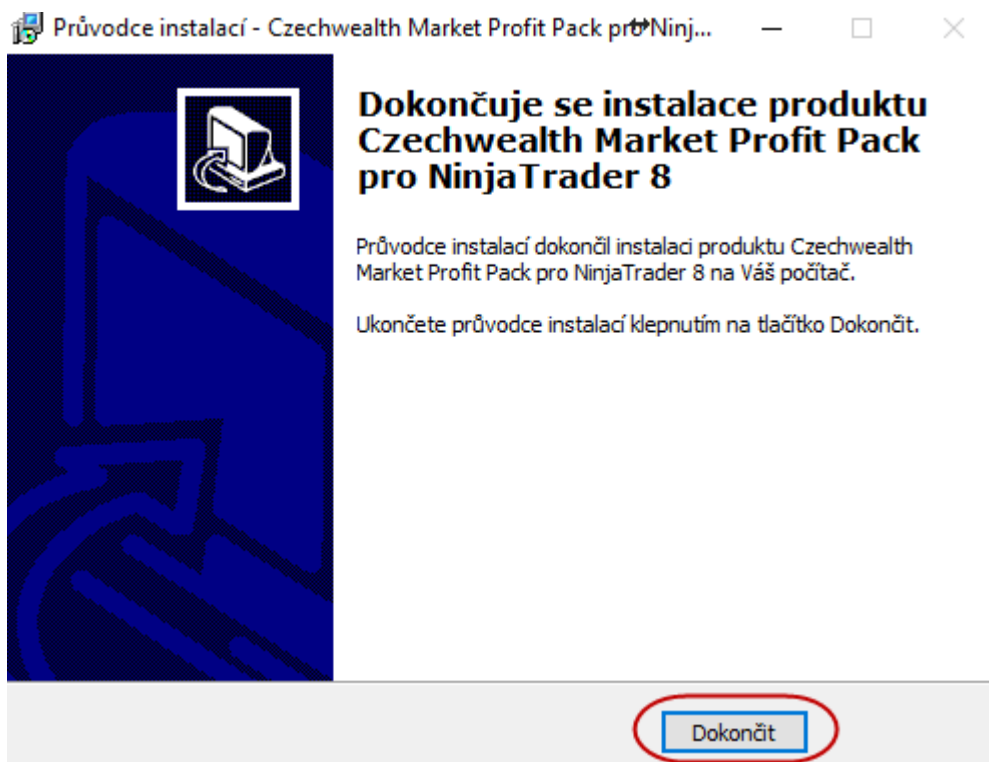 Průvodce instalací - Czechwealth Market Profit Pack pro Ninj...
Dokončuje se instalace produktu
Czechwealth Market Profit Pack
pro NinjaTrader 8
Průvodce instalací dokončil instalaci produktu Czechwealth
Market Profit Pack pro NinjaTrader 8 na Váš počítač.
Ukončete průvodce instalací klepnutím na tlačítko Dokončit.
Dokončit